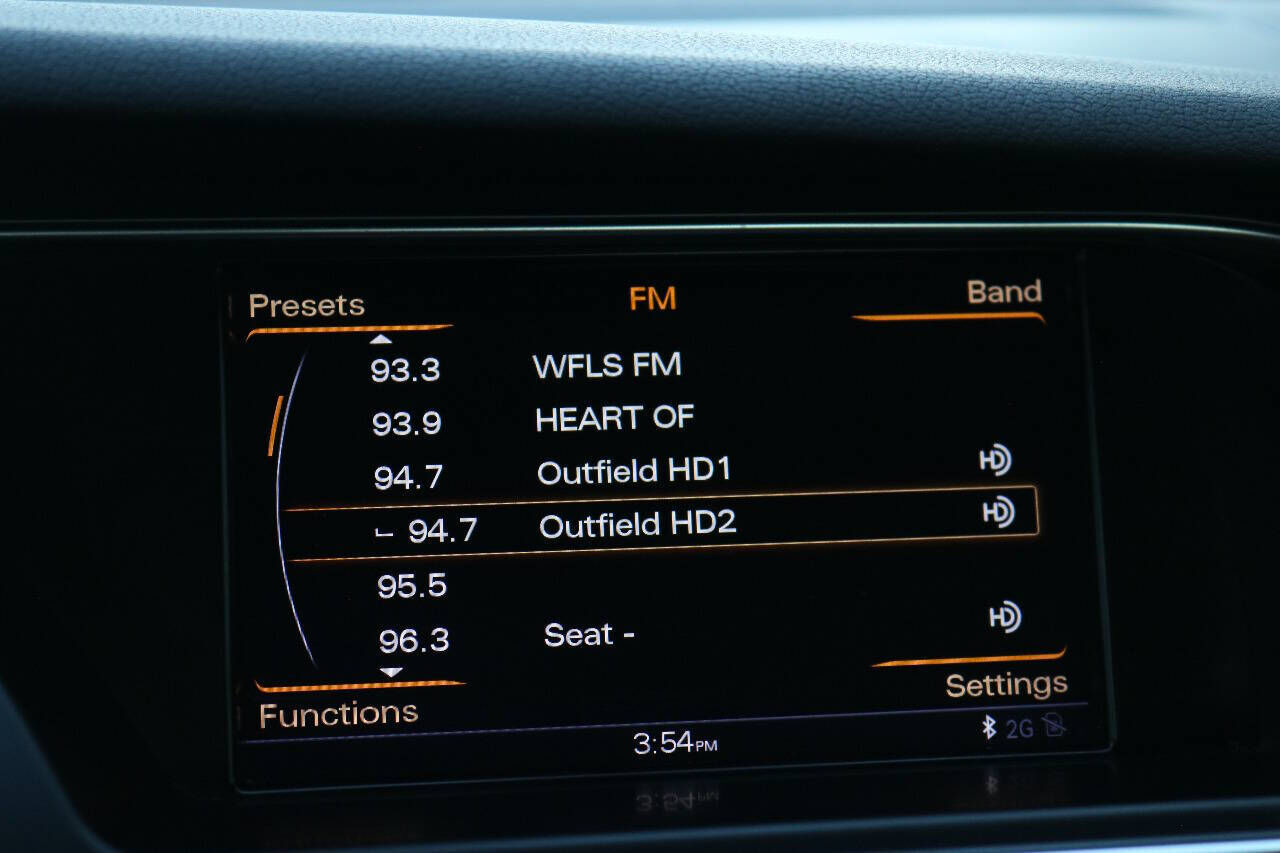 Presets FM Band
93.3 WFLS FM
93.9 HEART OF
94.7 Outfield HD1 HD
94.7 Outfield HD2 HD
95.5
96.3 Seat - HD
Functions Settings
3:54PM 2G